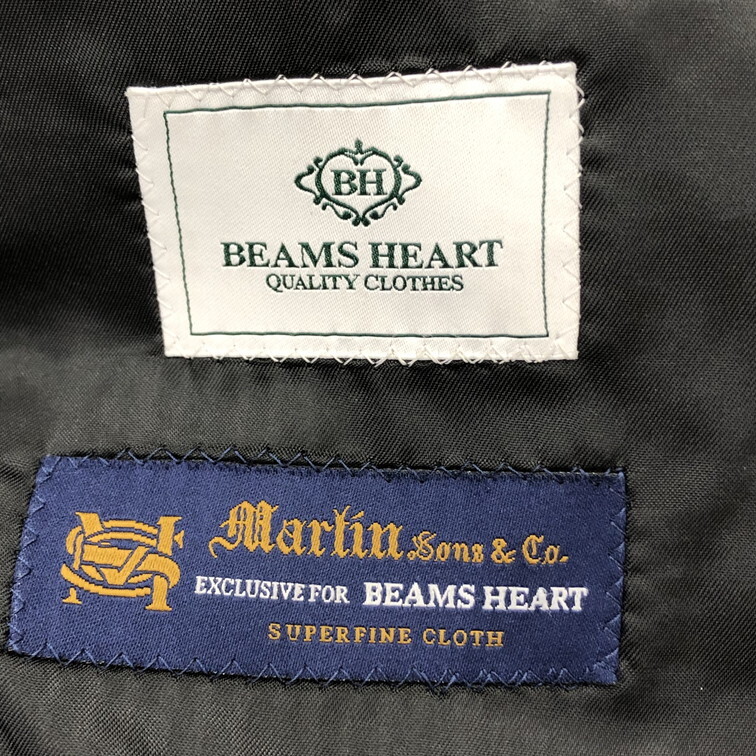 BH
BEAMS HEART
QUALITY CLOTHES
Martin, Sons & Co.
EXCLUSIVE FOR BEAMS HEART
SUPERFINE CLOTH